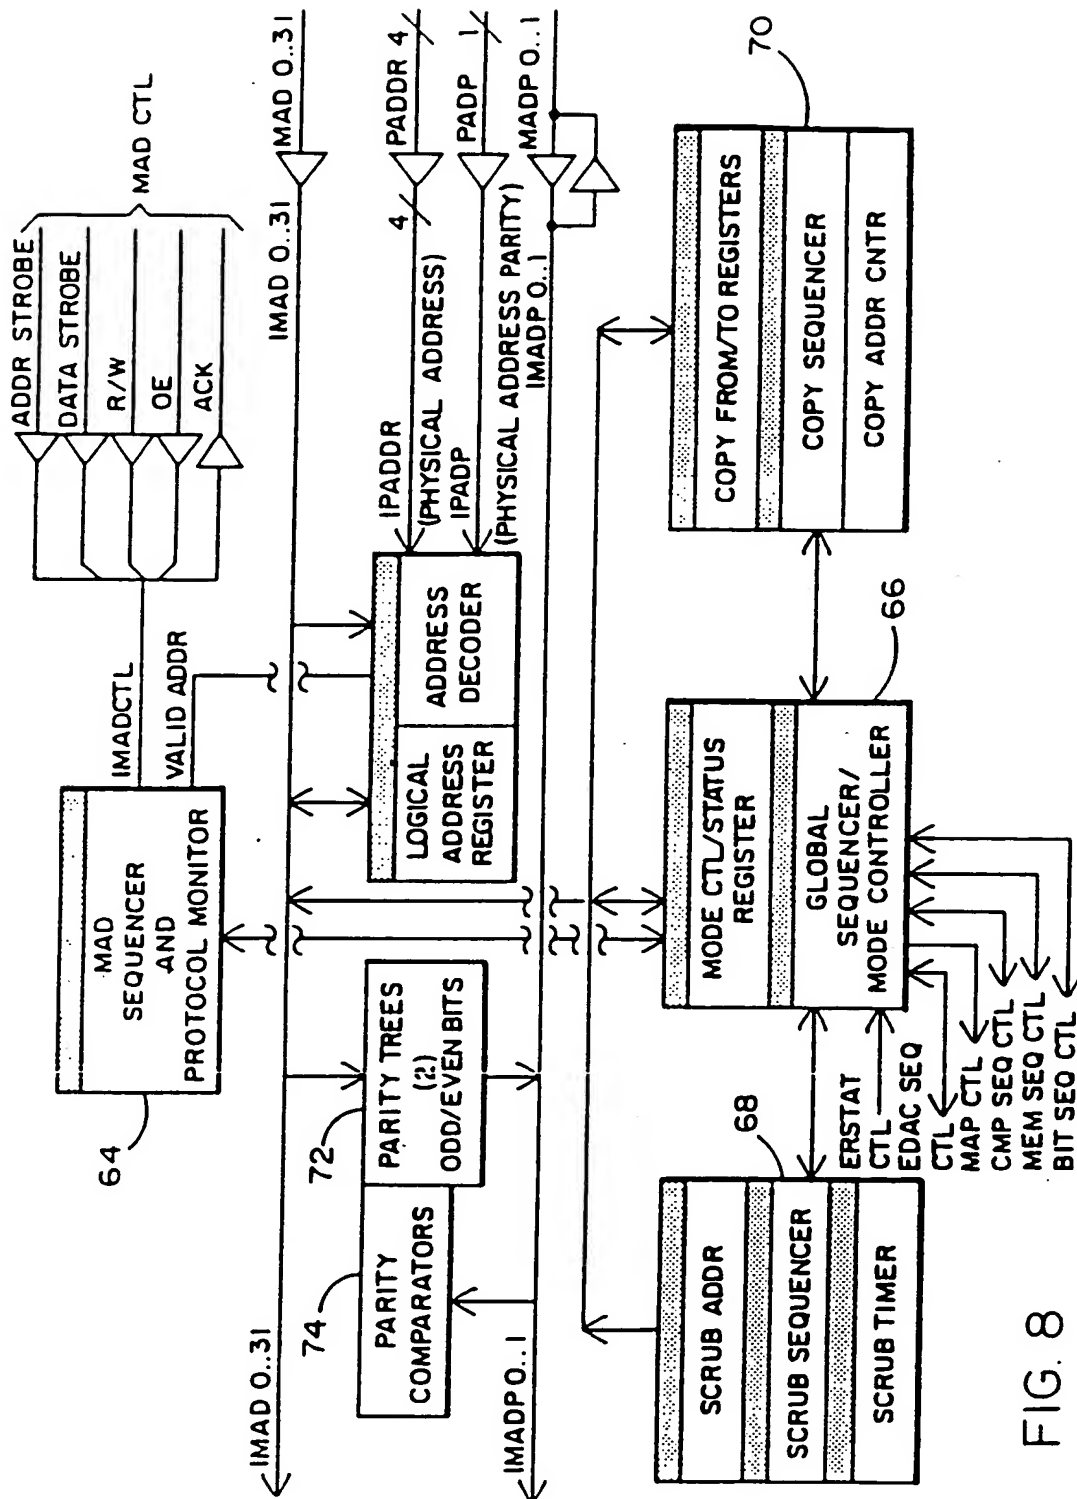 ADDR STROBE
DATA STROBE
R/W
OE
ACK
MAD CTL
IMADCTL
VALID ADDR
MAD
SEQUENCER
AND
PROTOCOL MONITOR
64
IMAD 0..31
IMAD 0..31
MAD 0..31
IPADDR
(PHYSICAL ADDRESS)
4
PADDR 4
IPADP
(PHYSICAL ADDRESS PARITY)
PADP 1
IMADP 0..1
MADP 0..1
IMADP 0..1
LOGICAL
ADDRESS
REGISTER
ADDRESS
DECODER
72
PARITY TREES
(2)
ODD/EVEN BITS
74
PARITY
COMPARATORS
68
SCRUB ADDR
SCRUB SEQUENCER
SCRUB TIMER
MODE CTL/STATUS
REGISTER
GLOBAL
SEQUENCER/
MODE CONTROLLER
66
70
COPY FROM/TO REGISTERS
COPY SEQUENCER
COPY ADDR CNTR
ERSTAT
CTL
EDAC SEQ
CTL
MAP CTL
CMP SEQ CTL
MEM SEQ CTL
BIT SEQ CTL
FIG. 8